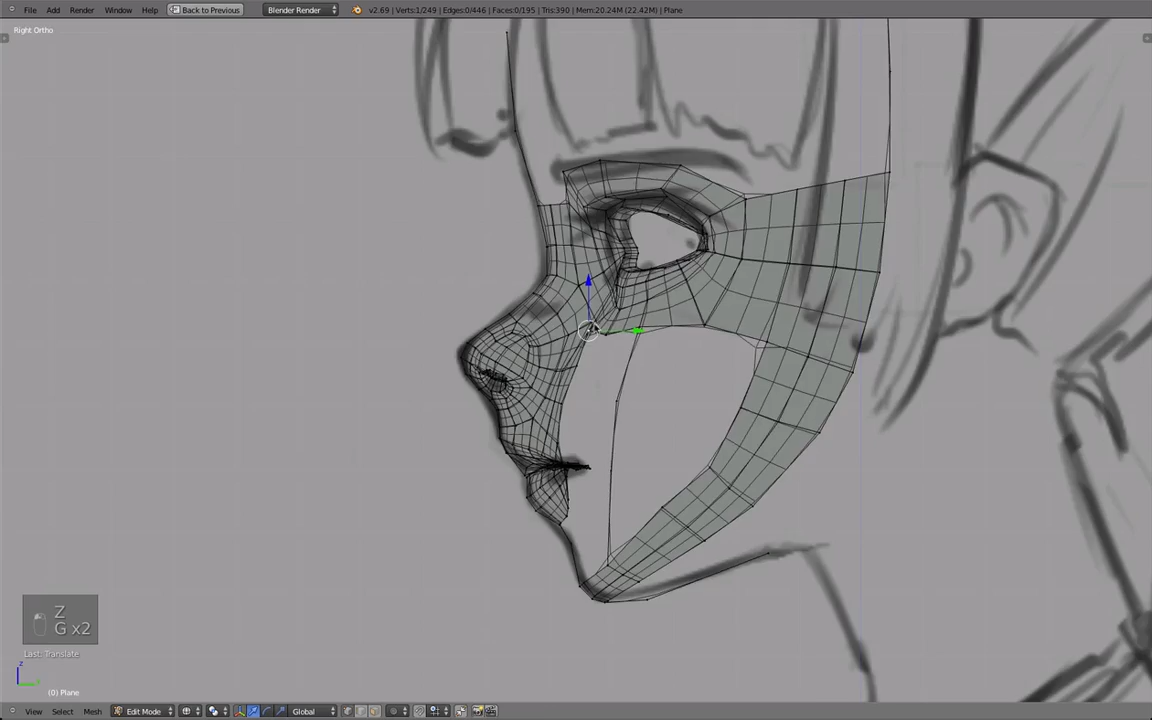 File Add Render Window Help Back to Previous Blender Render v2.69 | Verts:1/249 | Edges:0/446 | Faces:0/195 | Tris:390 | Mem:20.24M (22.42M) | Plane
Right Ortho
Z
G x2
Last: Translate
z
(0) Plane
View Select Mesh Edit Mode Global